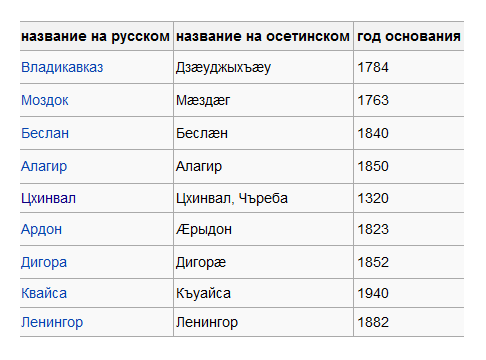 название на русском название на осетинском год основания
Владикавказ Дзæуджыхъæу 1784
Моздок Мæздæг 1763
Беслан Беслæн 1840
Алагир Алагир 1850
Цхинвал Цхинвал, Чъреба 1320
Ардон Æрыдон 1823
Дигора Дигорæ 1852
Квайса Къуайса 1940
Ленингор Ленингор 1882